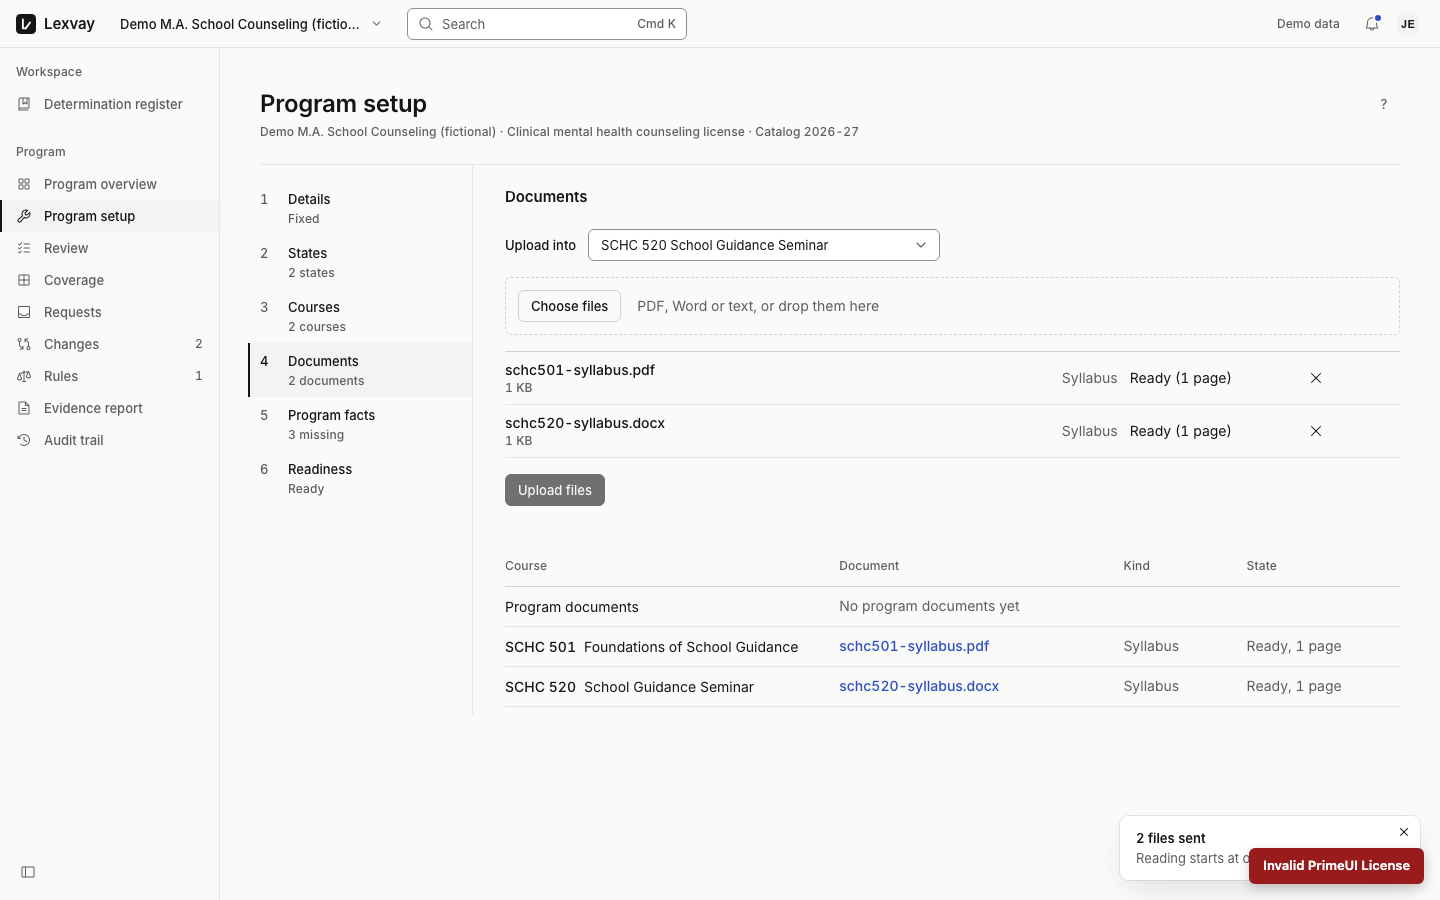 Lexvay
Demo M.A. School Counseling (fictio...
Search
Cmd K
Demo data
JE
Workspace
Determination register
Program
Program overview
Program setup
Review
Coverage
Requests
Changes 2
Rules 1
Evidence report
Audit trail
Program setup
?
Demo M.A. School Counseling (fictional) · Clinical mental health counseling license · Catalog 2026-27
1 Details
Fixed
2 States
2 states
3 Courses
2 courses
4 Documents
2 documents
5 Program facts
3 missing
6 Readiness
Ready
Documents
Upload into SCHC 520 School Guidance Seminar
Choose files PDF, Word or text, or drop them here
schc501-syllabus.pdf
1 KB
Syllabus Ready (1 page)
schc520-syllabus.docx
1 KB
Syllabus Ready (1 page)
Upload files
Course Document Kind State
Program documents No program documents yet
SCHC 501 Foundations of School Guidance schc501-syllabus.pdf Syllabus Ready, 1 page
SCHC 520 School Guidance Seminar schc520-syllabus.docx Syllabus Ready, 1 page
2 files sent
Reading starts at
Invalid PrimeUI License